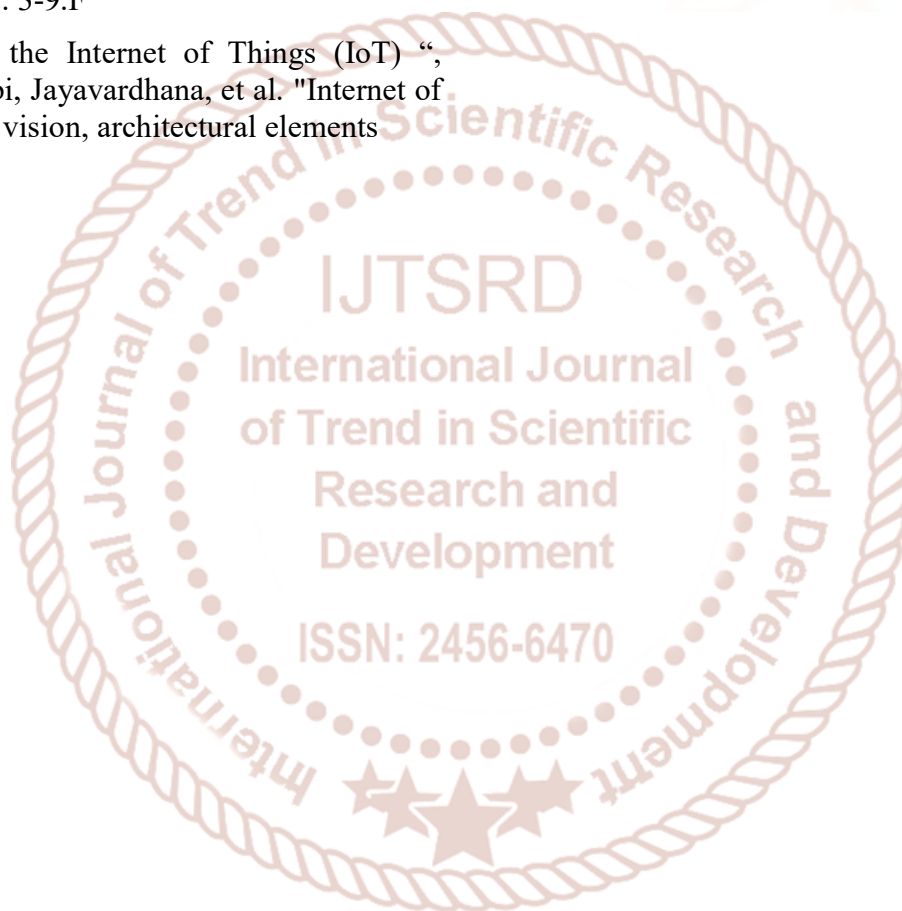 . 5-9.F
the Internet of Things (IoT) “,
bi, Jayavardhana, et al. "Internet of
vision, architectural elements
International Journal of Trend in Scientific Research and Development
IJTSRD
International Journal
of Trend in Scientific
Research and
Development
ISSN: 2456-6470